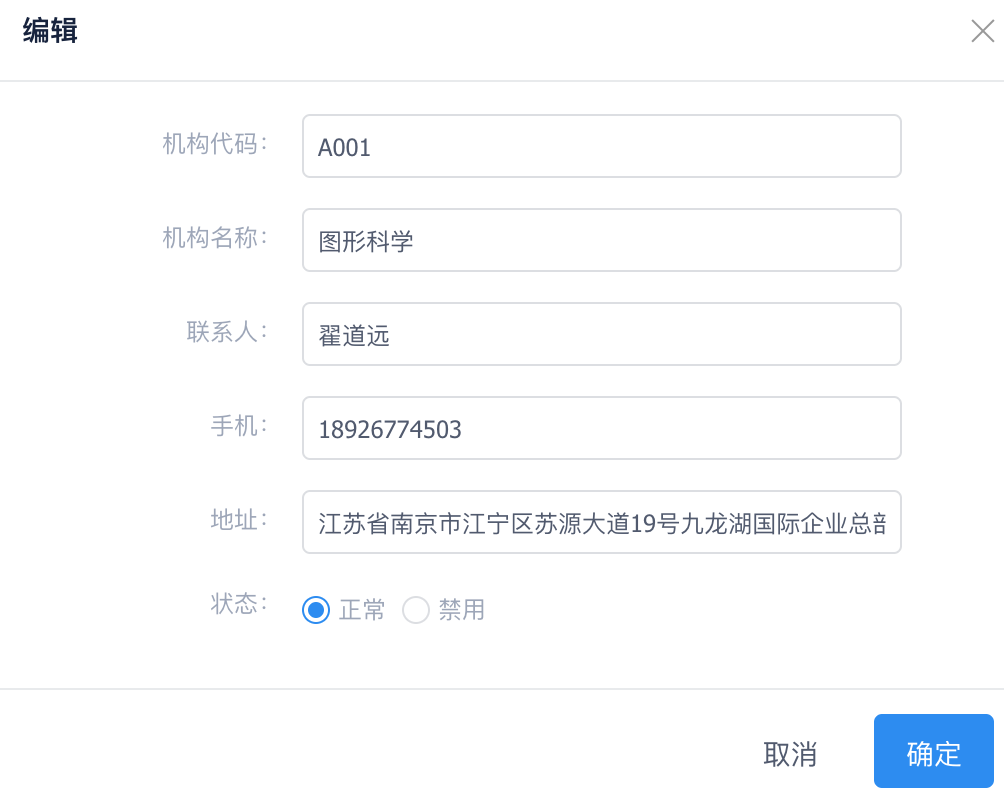 编辑
机构代码: A001
机构名称: 图形科学
联系人: 翟道远
手机: 18926774503
地址: 江苏省南京市江宁区苏源大道19号九龙湖国际企业总部
状态: 正常 禁用
取消 确定